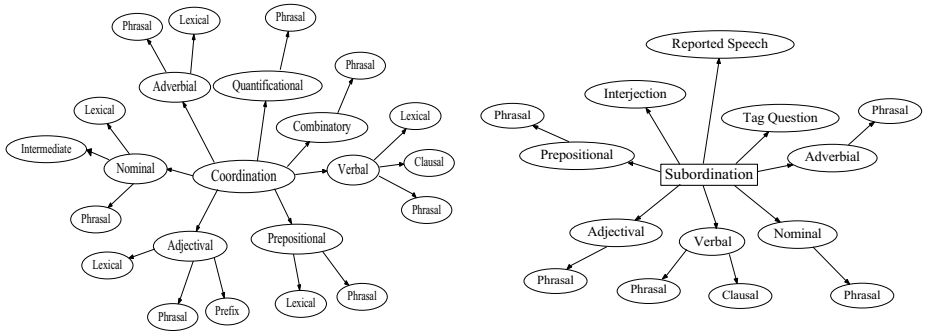 Phrasal
Lexical
Phrasal
Adverbial
Quantificational
Phrasal
Lexical
Combinatory
Lexical
Intermediate
Nominal
Coordination
Verbal
Clausal
Phrasal
Phrasal
Adjectival
Prepositional
Lexical
Phrasal
Prefix
Lexical
Phrasal
Reported Speech
Interjection
Phrasal
Tag Question
Phrasal
Prepositional
Adverbial
Subordination
Adjectival
Verbal
Nominal
Phrasal
Phrasal
Clausal
Phrasal